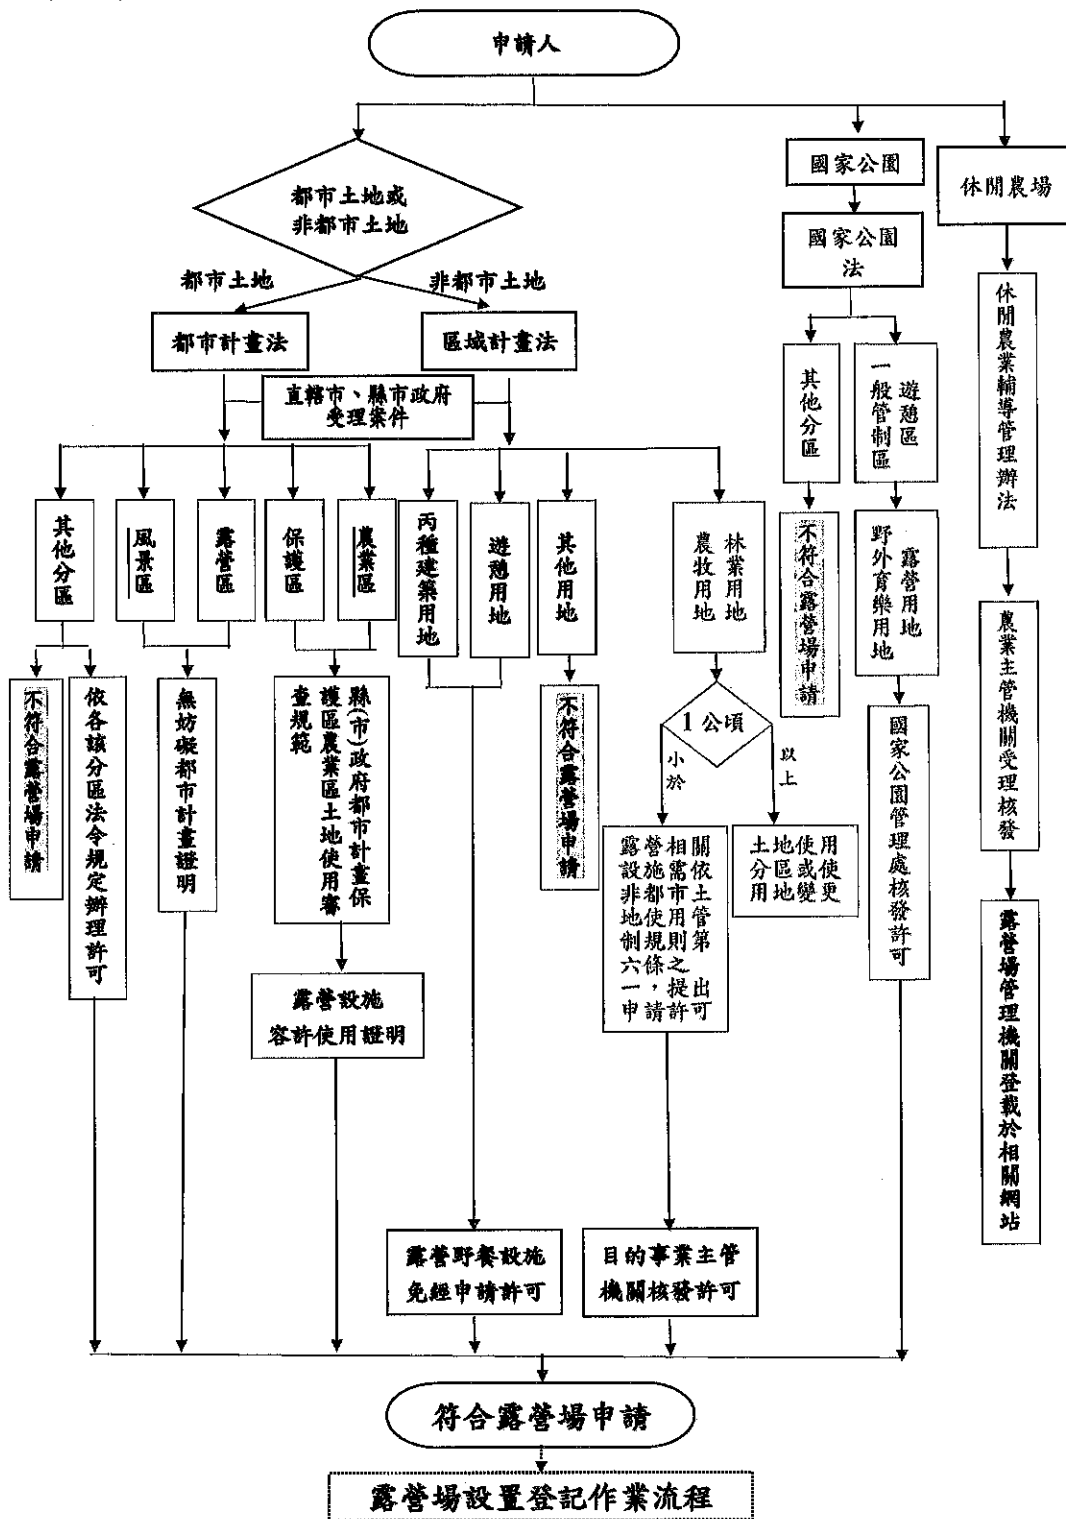 申請人
都市土地或
非都市土地
國家公園
休閒農場
國家公園
法
都市土地
非都市土地
都市計畫法
區域計畫法
直轄市、縣市政府
受理案件
其他分區
遊憩區
一般管制區
休閒農業輔導管理辦法
其他分區
風景區
露營區
保護區
農業區
丙種建築用地
遊憩用地
其他用地
林業用地
農牧用地
不符合露營場申請
露營用地
野外育樂用地
農業主管機關受理核發
不符合露營場申請
依各該分區法令規定辦理許可
無妨礙都市計畫證明
縣(市)政府都市計畫保
護區農業區土地使用審
查規範
不符合露營場申請
1 公頃
小於
以上
露營相關
設施需依
非都市土
地使用管
制規則第
六條之
一,提出
申請許可
土地使用
分區或使
用地變更
國家公園管理處核發許可
露營場管理機關登載於相關網站
露營設施
容許使用證明
露營野餐設施
免經申請許可
目的事業主管
機關核發許可
符合露營場申請
露營場設置登記作業流程